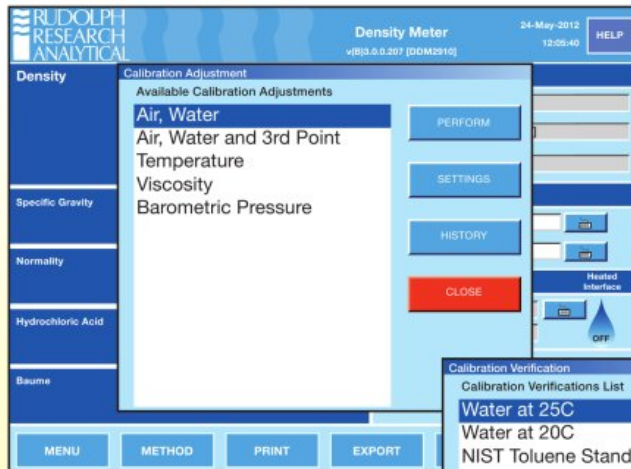 RUDOLPH
RESEARCH
ANALYTICAL
Density Meter
v(B)3.0.0.207 [DDM2910]
24-May-2012
12:05:40
HELP
Density
Specific Gravity
Normality
Hydrochloric Acid
Baume
Calibration Adjustment
Available Calibration Adjustments
Air, Water
Air, Water and 3rd Point
Temperature
Viscosity
Barometric Pressure
PERFORM
SETTINGS
HISTORY
CLOSE
Heated
Interface
OFF
Calibration Verification
Calibration Verifications List
Water at 25C
Water at 20C
NIST Toluene Stand
MENU
METHOD
PRINT
EXPORT